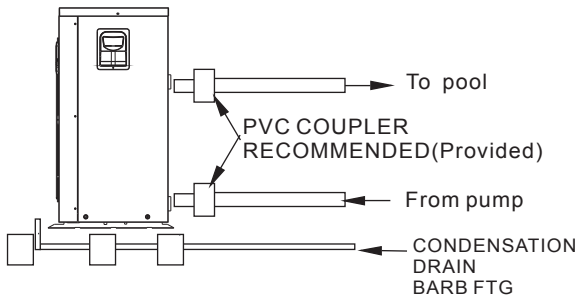 To pool
PVC COUPLER
RECOMMENDED(Provided)
From pump
CONDENSATION
DRAIN
BARB FTG